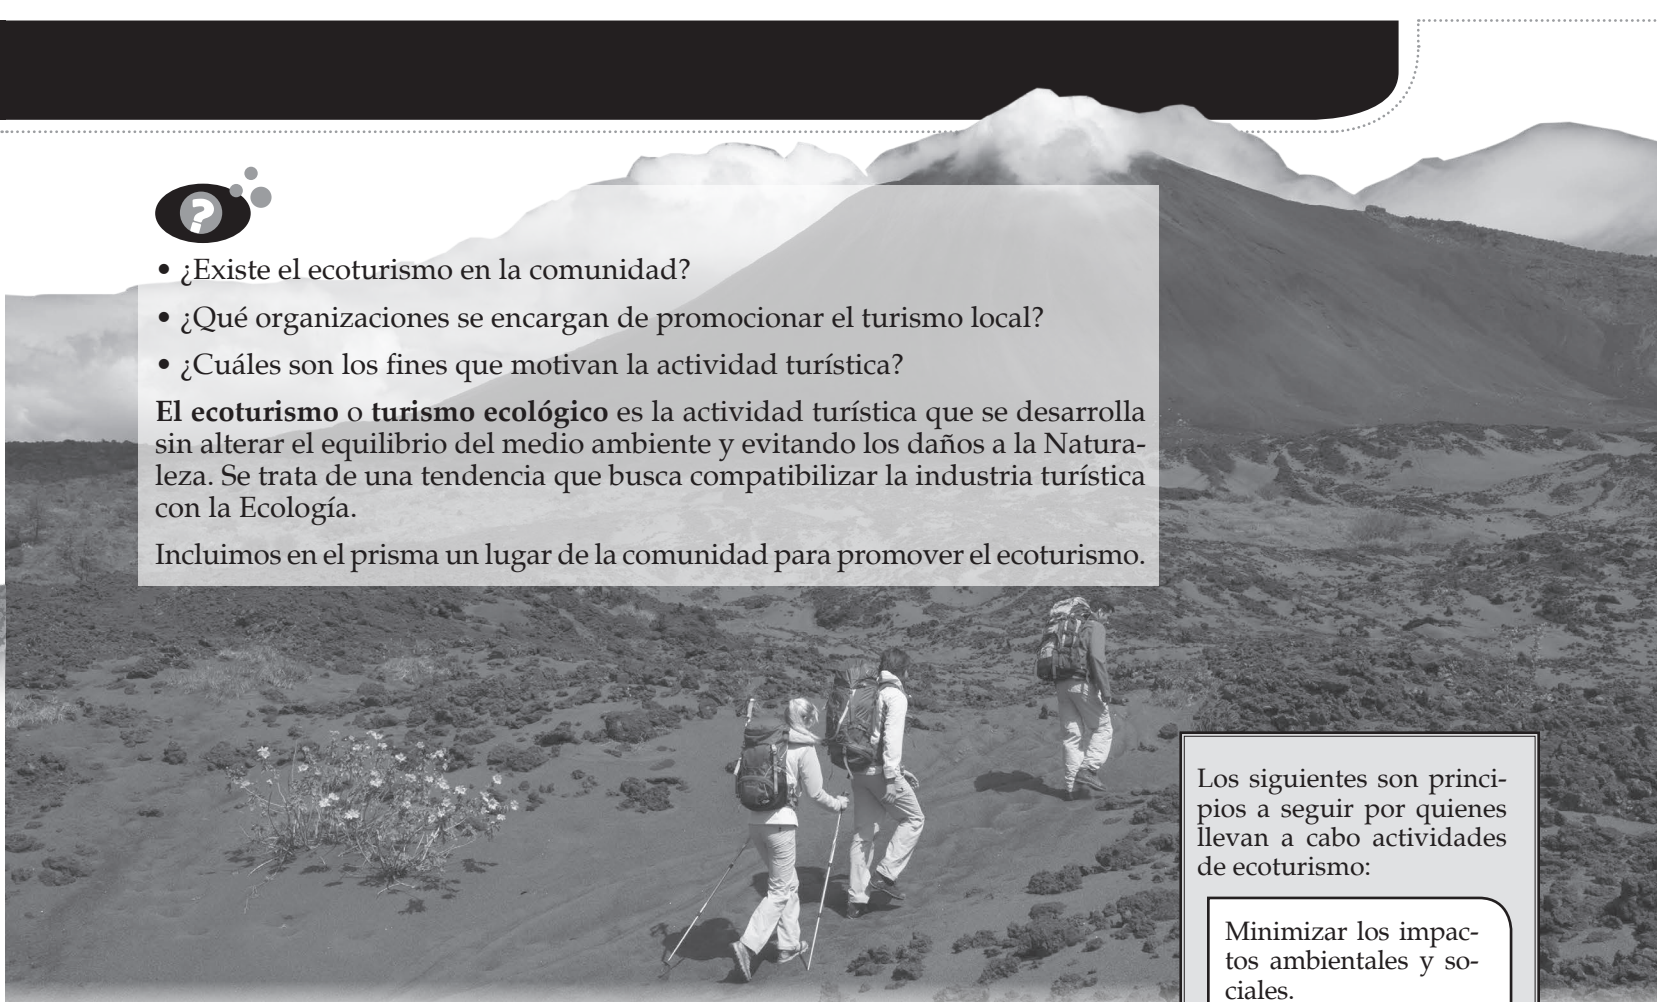 ?
• ¿Existe el ecoturismo en la comunidad?
• ¿Qué organizaciones se encargan de promocionar el turismo local?
• ¿Cuáles son los fines que motivan la actividad turística?
El ecoturismo o turismo ecológico es la actividad turística que se desarrolla
sin alterar el equilibrio del medio ambiente y evitando los daños a la Natura-
leza. Se trata de una tendencia que busca compatibilizar la industria turística
con la Ecología.
Incluimos en el prisma un lugar de la comunidad para promover el ecoturismo.
Los siguientes son princi-
pios a seguir por quienes
llevan a cabo actividades
de ecoturismo:
Minimizar los impac-
tos ambientales y so-
ciales.